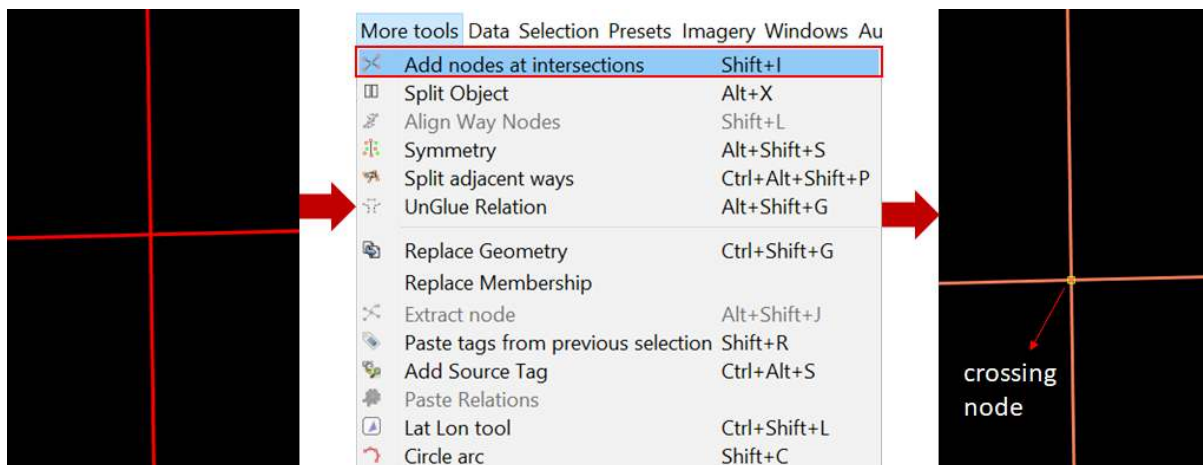 More tools Data Selection Presets Imagery Windows Au
Add nodes at intersections Shift+I
Split Object Alt+X
Align Way Nodes Shift+L
Symmetry Alt+Shift+S
Split adjacent ways Ctrl+Alt+Shift+P
UnGlue Relation Alt+Shift+G
Replace Geometry Ctrl+Shift+G
Replace Membership
Extract node Alt+Shift+J
Paste tags from previous selection Shift+R
Add Source Tag Ctrl+Alt+S
Paste Relations
Lat Lon tool Ctrl+Shift+L
Circle arc Shift+C
crossing
node